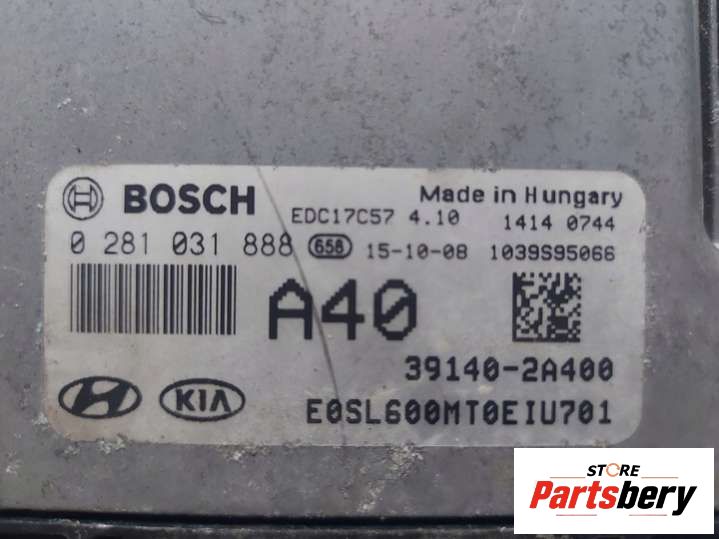 BOSCH
Made in Hungary
EDC17C57 4.10 1414 0744
0 281 031 888 658 15-10-08 1039S95066
A40
39140-2A400
KIA E0SL600MT0EIU701
STORE
Partsbery